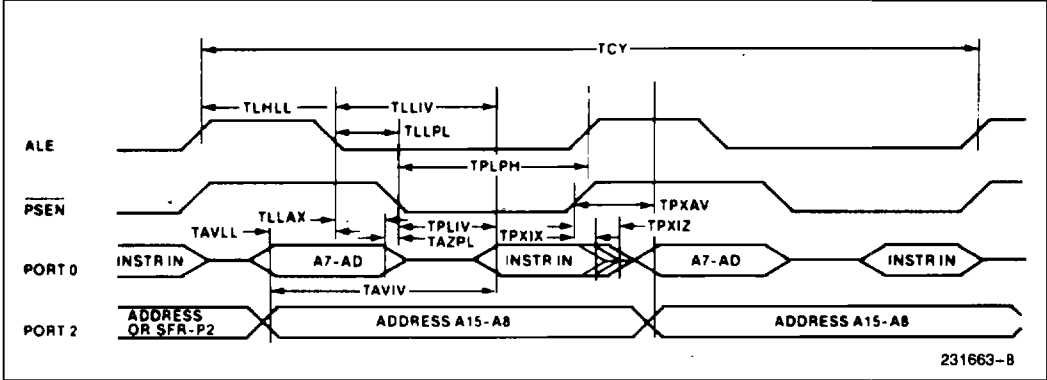 TCY
TLHLL
TLLIV
TLLPL
ALE
TPLPH
PSEN
TPXAV
TLLAX
TPLIV
TPXIZ
TAVLL
TAZPL
TPXIX
PORT 0
INSTR IN
A7-AD
INSTR IN
A7-AD
INSTR IN
TAVIV
PORT 2
ADDRESS
OR SFR-P2
ADDRESS A15-A8
ADDRESS A15-A8
231663-8